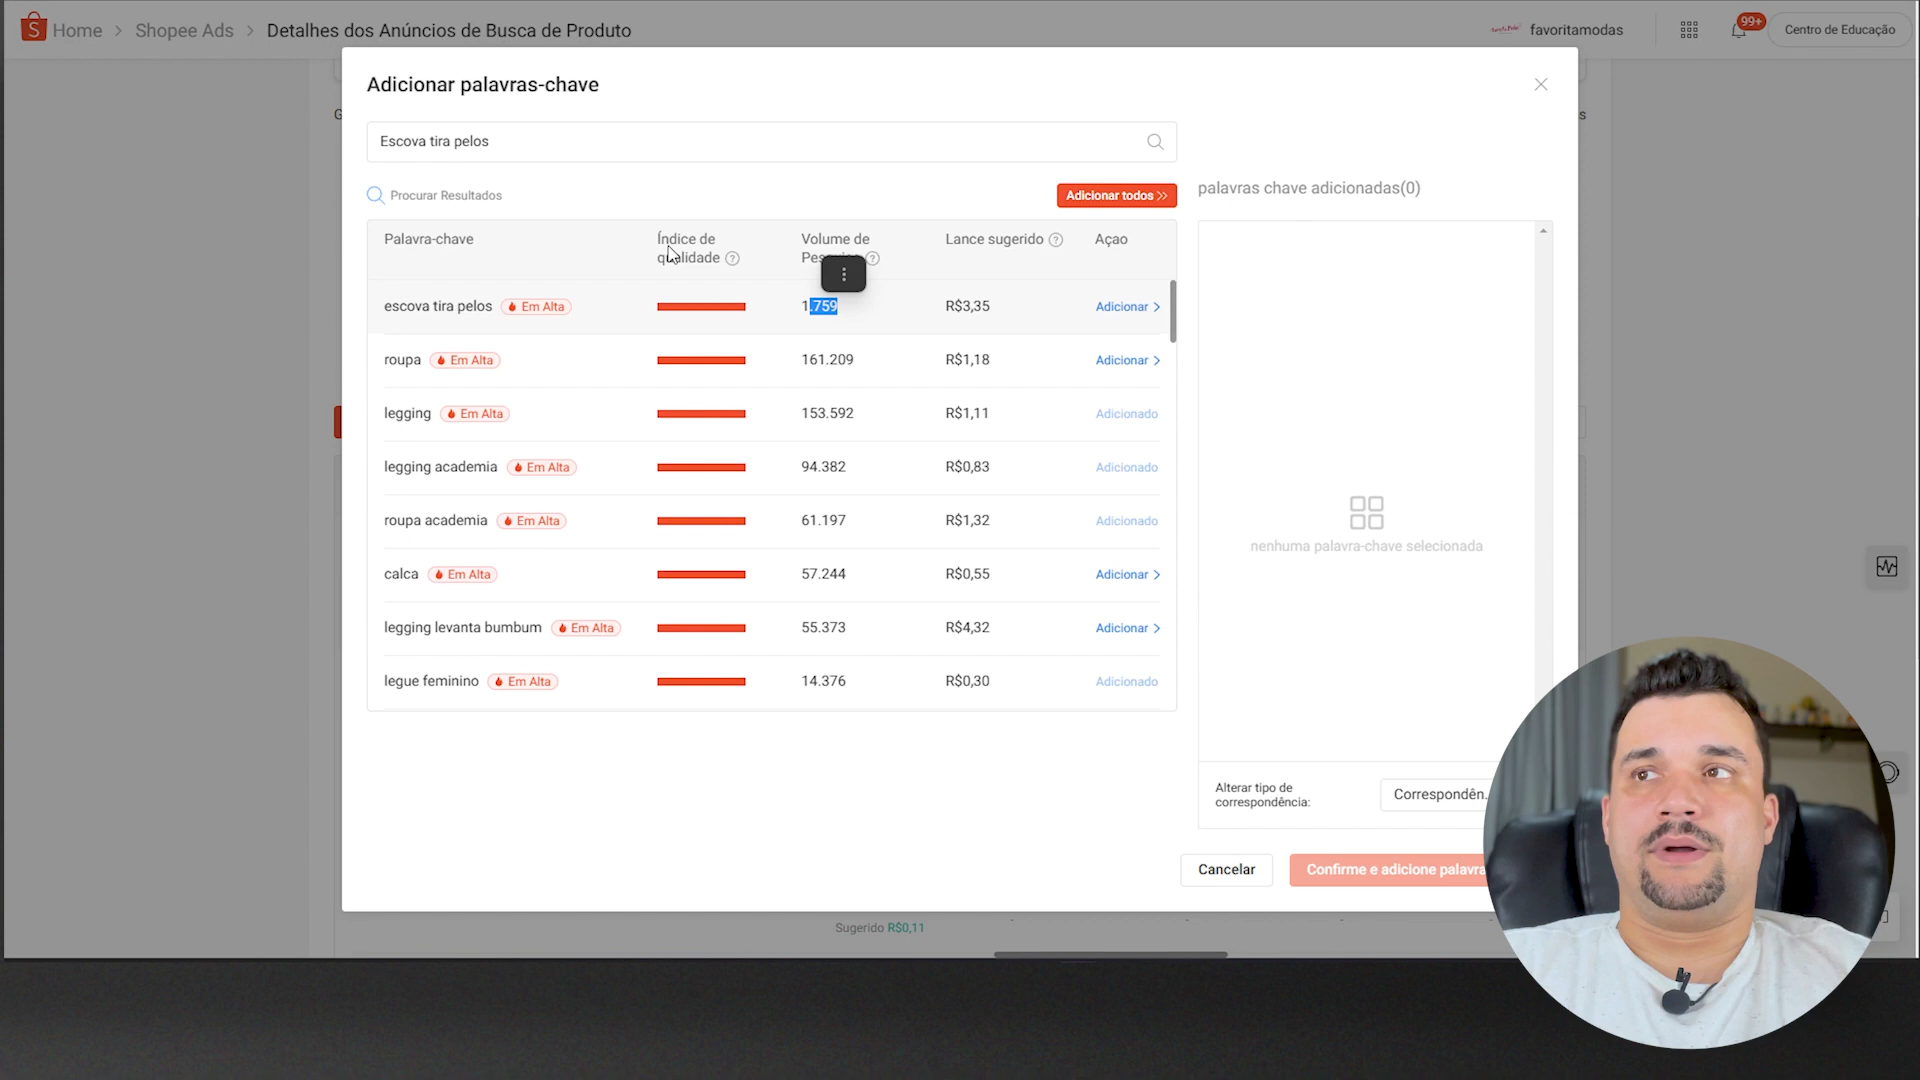 Home > Shopee Ads > Detalhes dos Anúncios de Busca de Produto
favoritamodas
99+
Centro de Educação
Adicionar palavras-chave
Escova tira pelos
Procurar Resultados
Adicionar todos
palavras chave adicionadas(0)
Palavra-chave
Índice de qualidade
Volume de
Lance sugerido
Açao
escova tira pelos Em Alta 1.759 R$3,35 Adicionar >
roupa Em Alta 161.209 R$1,18 Adicionar >
legging Em Alta 153.592 R$1,11 Adicionado
legging academia Em Alta 94.382 R$0,83 Adicionado
roupa academia Em Alta 61.197 R$1,32 Adicionado
calca Em Alta 57.244 R$0,55 Adicionar >
legging levanta bumbum Em Alta 55.373 R$4,32 Adicionar >
legue feminino Em Alta 14.376 R$0,30 Adicionado
nenhuma palavra-chave selecionada
Alterar tipo de
correspondência:
Correspondên.
Cancelar
Confirme e adicione palavra
Sugerido R$0,11